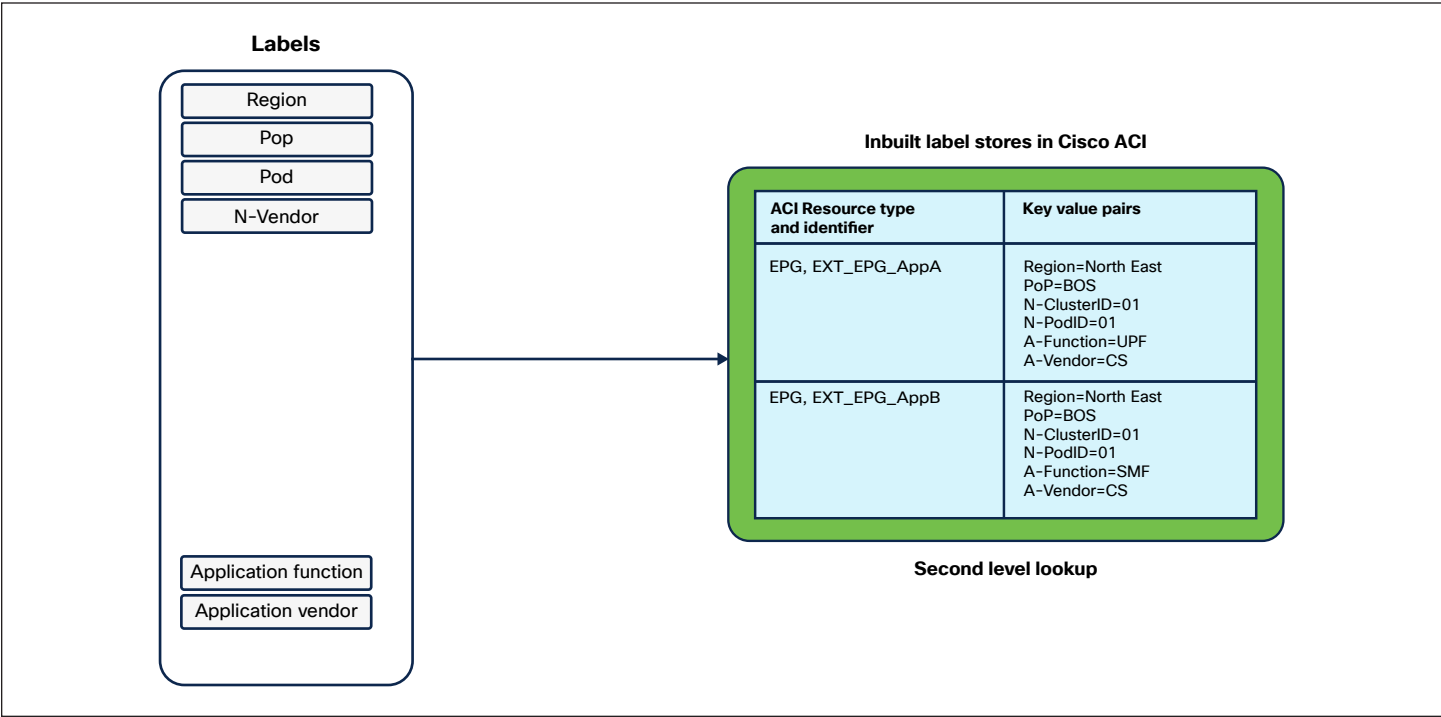 Labels
Region
Pop
Pod
N-Vendor
Application function
Application vendor
Inbuilt label stores in Cisco ACI
ACI Resource type
and identifier
Key value pairs
EPG, EXT_EPG_AppA
Region=North East
PoP=BOS
N-ClusterID=01
N-PodID=01
A-Function=UPF
A-Vendor=CS
EPG, EXT_EPG_AppB
Region=North East
PoP=BOS
N-ClusterID=01
N-PodID=01
A-Function=SMF
A-Vendor=CS
Second level lookup